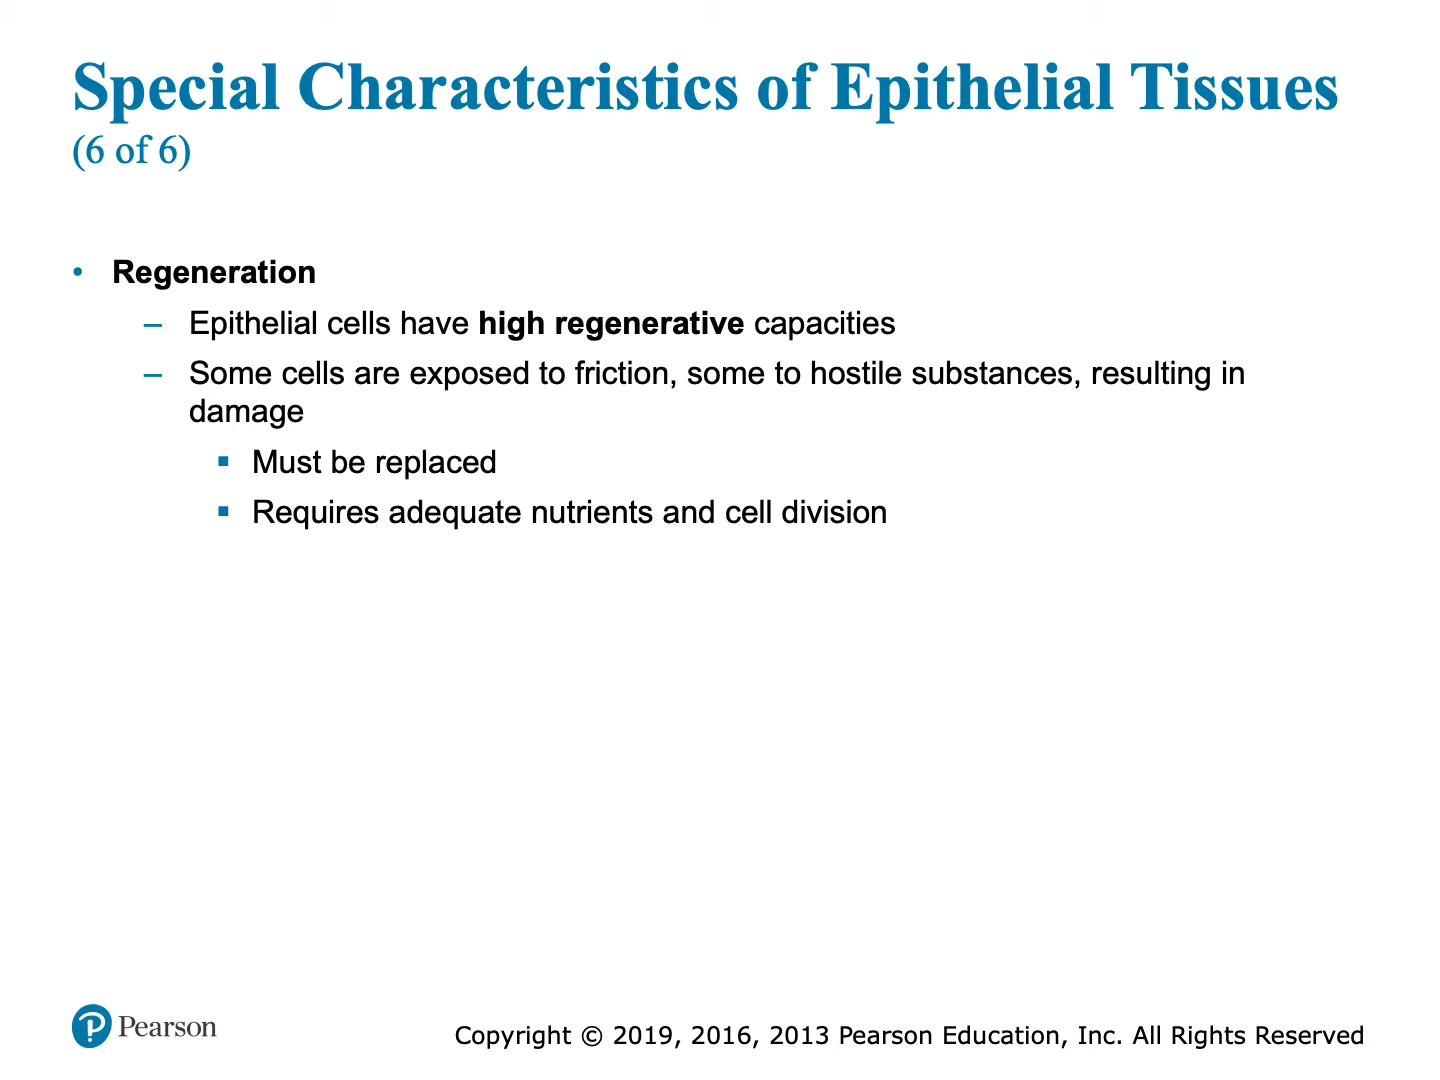 Special Characteristics of Epithelial Tissues
(6 of 6)
• Regeneration
– Epithelial cells have high regenerative capacities
– Some cells are exposed to friction, some to hostile substances, resulting in
damage
▪ Must be replaced
▪ Requires adequate nutrients and cell division
Pearson
Copyright © 2019, 2016, 2013 Pearson Education, Inc. All Rights Reserved